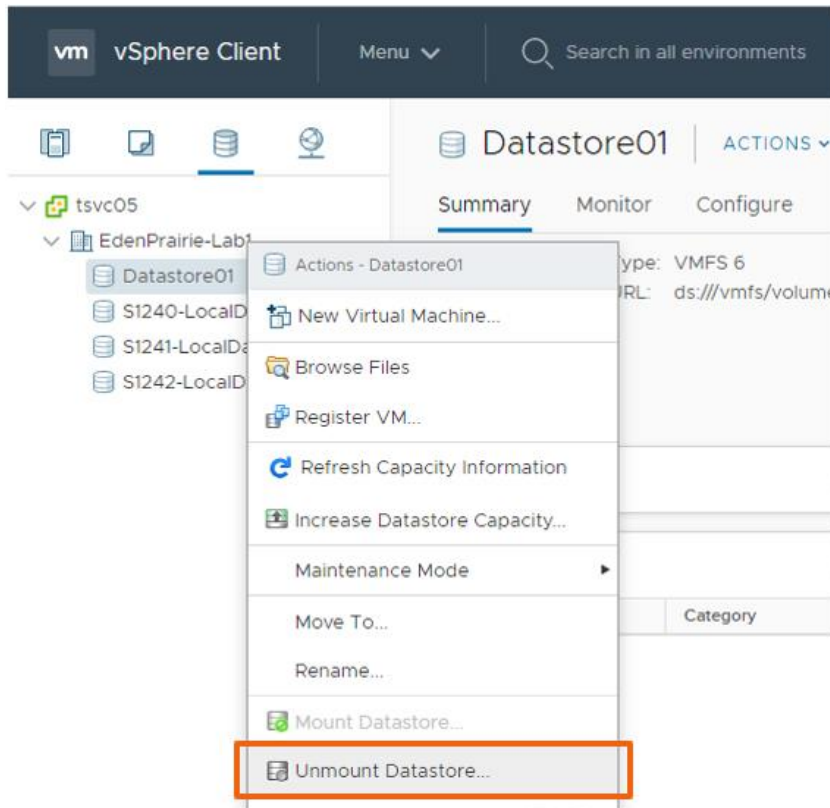 vm vSphere Client Menu Search in all environments
Datastore01 ACTIONS
tsvc05
Summary Monitor Configure
EdenPrairie-Lab1
Actions - Datastore01
ype: VMFS 6
Datastore01
URL: ds:///vmfs/volume
New Virtual Machine...
S1240-LocalD
S1241-LocalDa
Browse Files
S1242-LocalD
Register VM...
Refresh Capacity Information
Increase Datastore Capacity...
Maintenance Mode
Move To...
Category
Rename...
Mount Datastore...
Unmount Datastore...